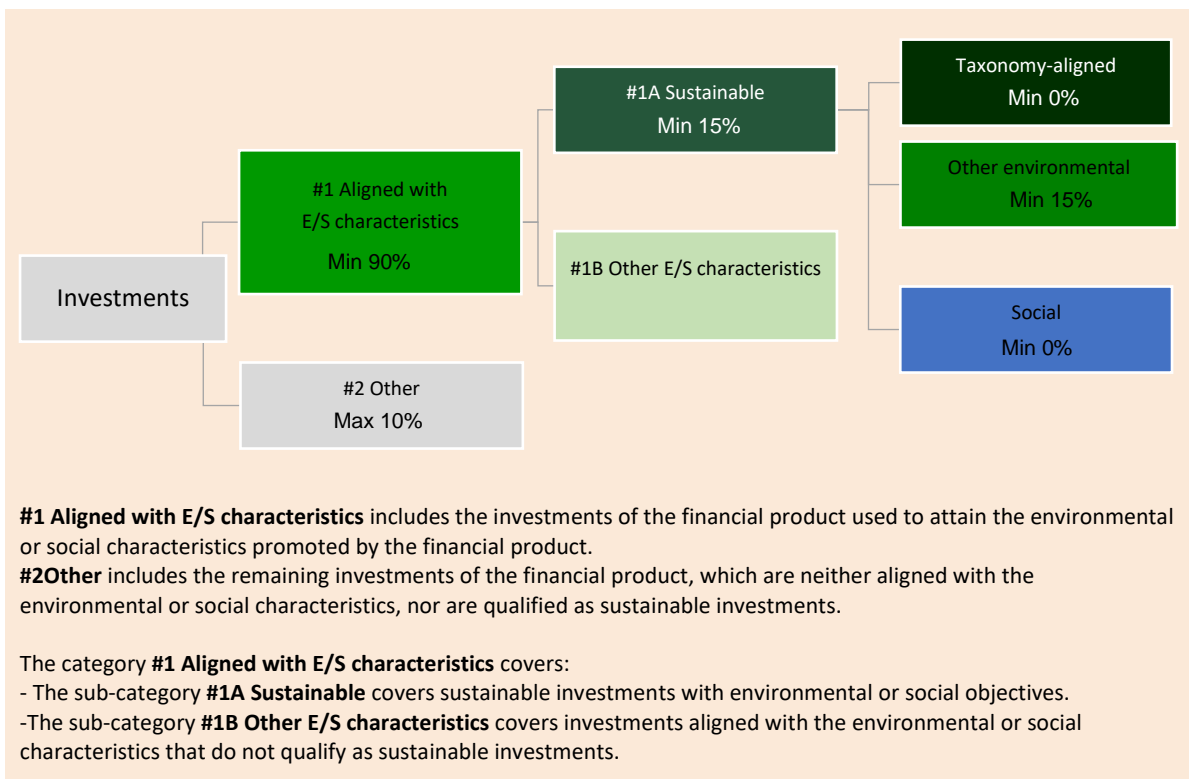 Investments
#1 Aligned with
E/S characteristics
Min 90%
#2 Other
Max 10%
#1A Sustainable
Min 15%
#1B Other E/S characteristics
Taxonomy-aligned
Min 0%
Other environmental
Min 15%
Social
Min 0%
#1 Aligned with E/S characteristics includes the investments of the financial product used to attain the environmental
or social characteristics promoted by the financial product.
#2Other includes the remaining investments of the financial product, which are neither aligned with the
environmental or social characteristics, nor are qualified as sustainable investments.
The category #1 Aligned with E/S characteristics covers:
- The sub-category #1A Sustainable covers sustainable investments with environmental or social objectives.
-The sub-category #1B Other E/S characteristics covers investments aligned with the environmental or social
characteristics that do not qualify as sustainable investments.